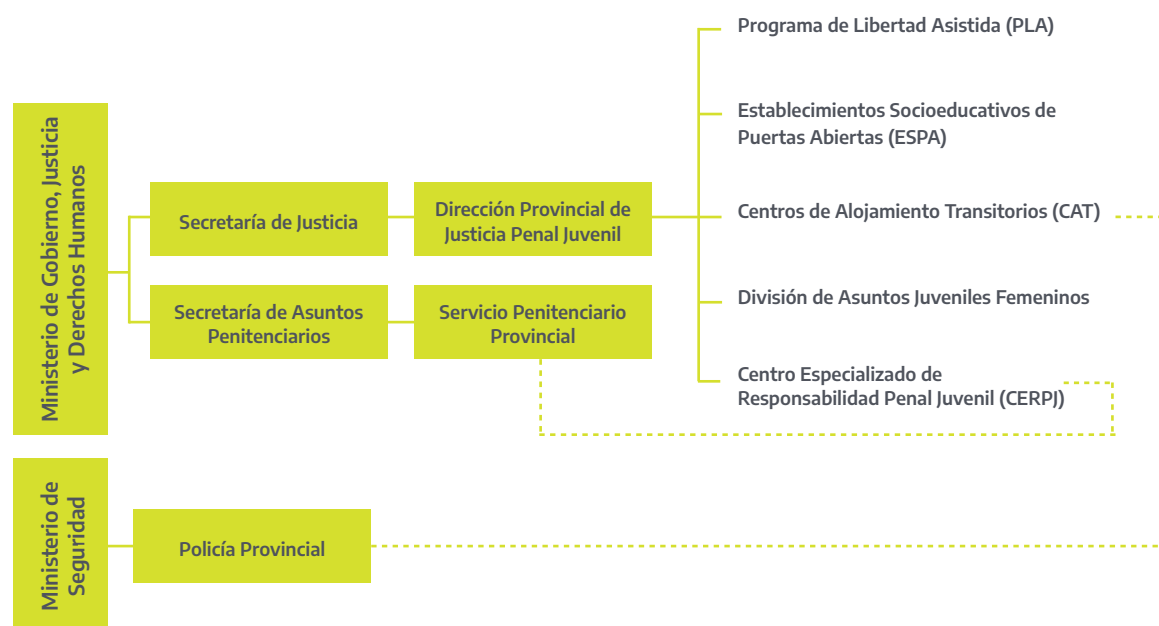 Ministerio de Gobierno, Justicia
y Derechos Humanos
Secretaría de Justicia
Dirección Provincial de
Justicia Penal Juvenil
Secretaría de Asuntos
Penitenciarios
Servicio Penitenciario
Provincial
Programa de Libertad Asistida (PLA)
Establecimientos Socioeducativos de
Puertas Abiertas (ESPA)
Centros de Alojamiento Transitorios (CAT)
División de Asuntos Juveniles Femeninos
Centro Especializado de
Responsabilidad Penal Juvenil (CERPJ)
Ministerio de
Seguridad
Policía Provincial